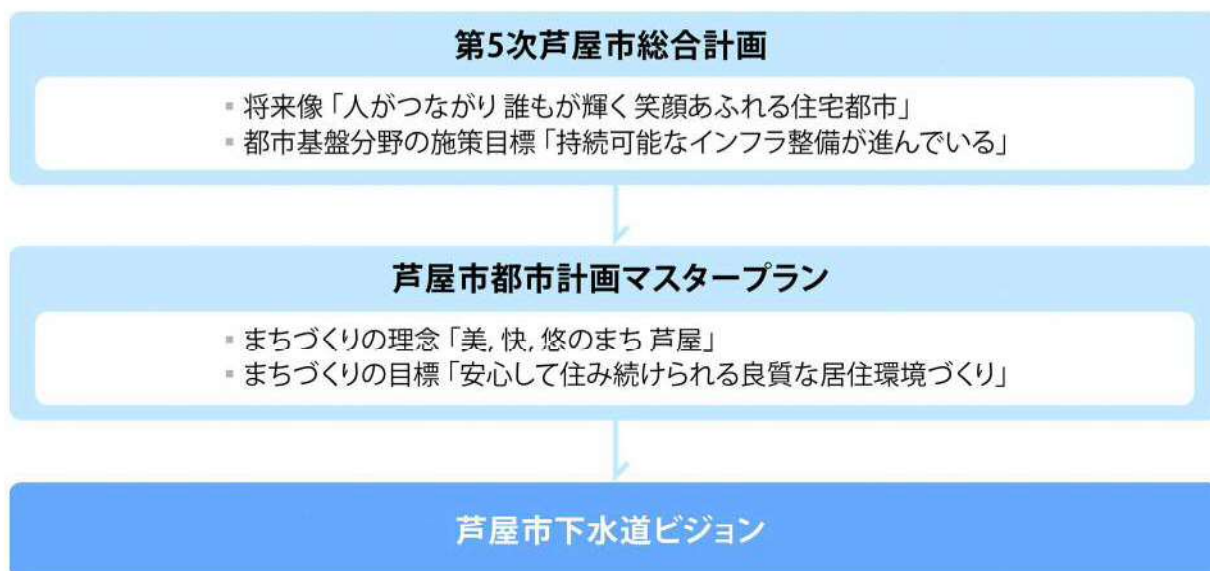 第5次芦屋市総合計画
▪ 将来像「人がつながり 誰もが輝く 笑顔あふれる住宅都市」
▪ 都市基盤分野の施策目標「持続可能なインフラ整備が進んでいる」
芦屋市都市計画マスタープラン
▪ まちづくりの理念「美, 快, 悠のまち 芦屋」
▪ まちづくりの目標「安心して住み続けられる良質な居住環境づくり」
芦屋市下水道ビジョン